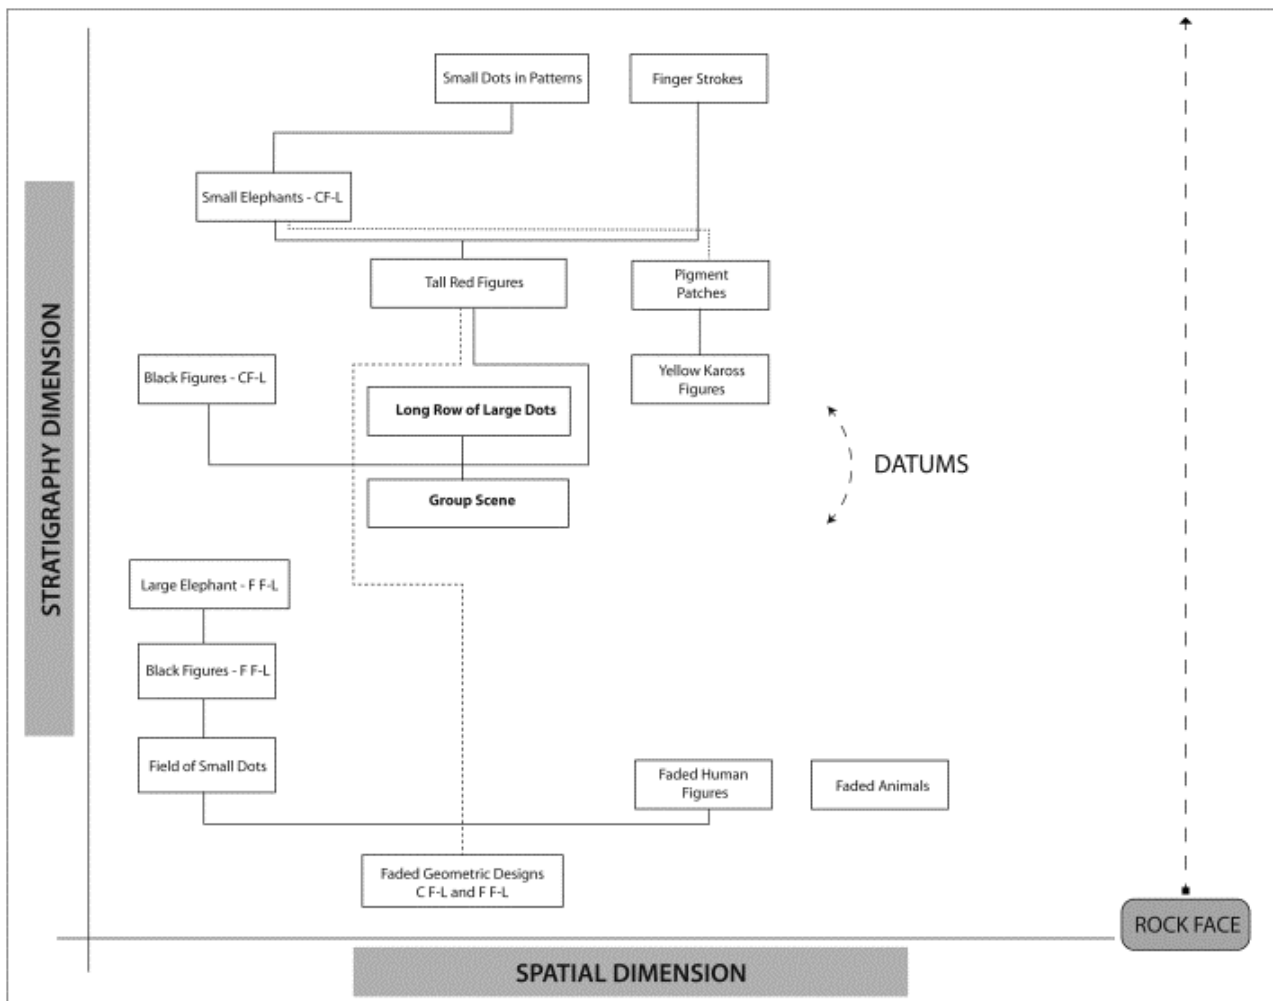 Small Dots in Patterns
Finger Strokes
Small Elephants - CF-L
Tall Red Figures
Pigment
Patches
Black Figures - CF-L
Yellow Kaross
Figures
Long Row of Large Dots
DATUMS
Group Scene
STRATIGRAPHY DIMENSION
Large Elephant - F F-L
Black Figures - F F-L
Field of Small Dots
Faded Human
Figures
Faded Animals
Faded Geometric Designs
C F-L and F F-L
ROCK FACE
SPATIAL DIMENSION